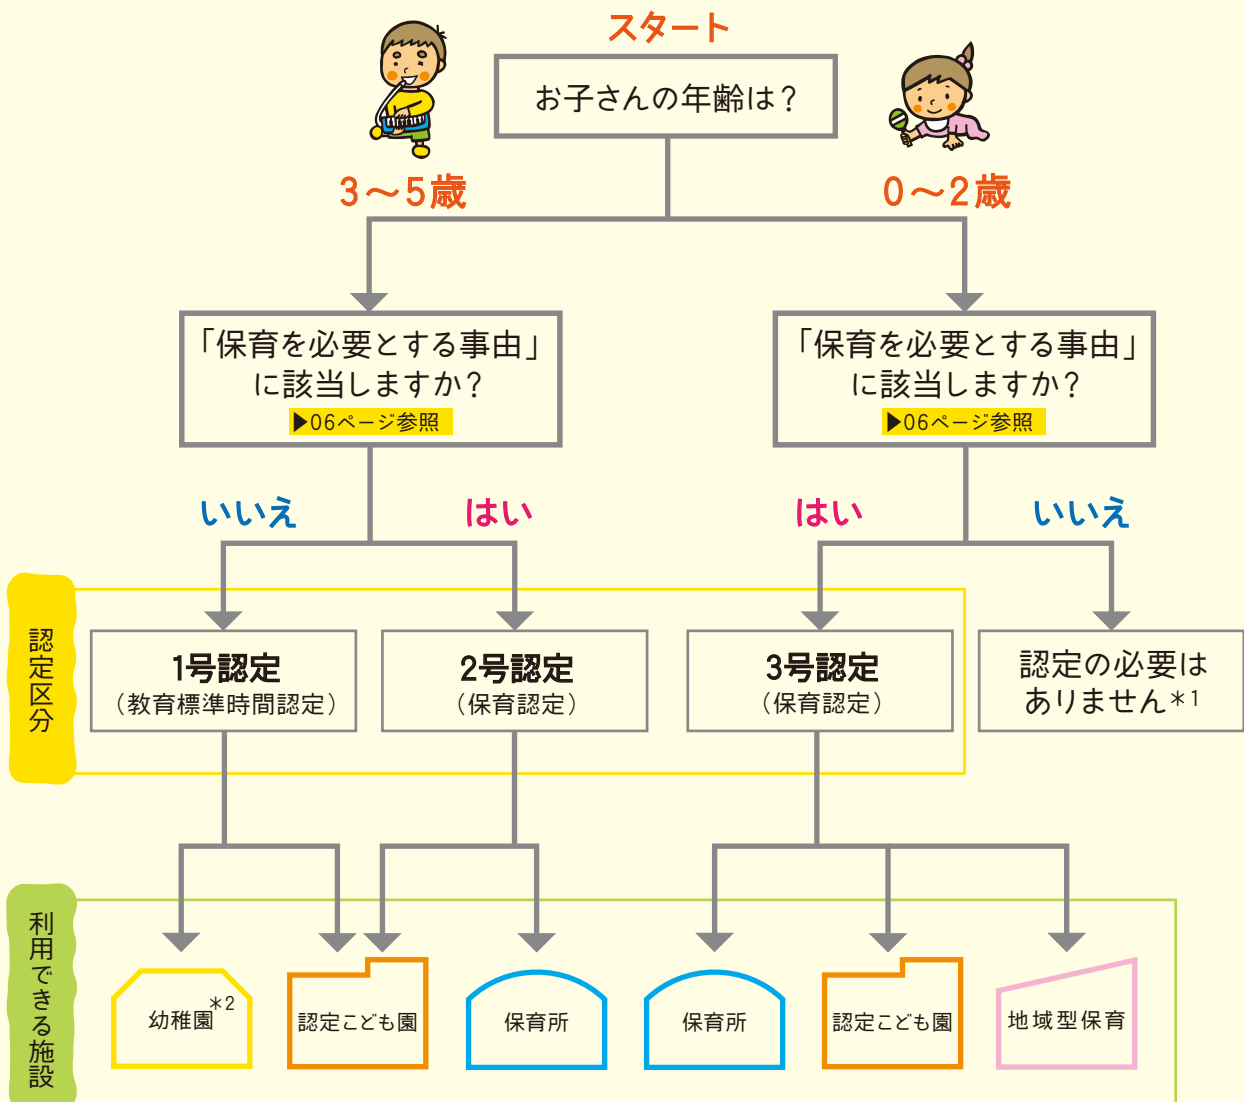 スタート
お子さんの年齢は？
3～5歳
0～2歳
「保育を必要とする事由」
に該当しますか？
▶06ページ参照
「保育を必要とする事由」
に該当しますか？
▶06ページ参照
いいえ
はい
はい
いいえ
認定区分
1号認定
（教育標準時間認定）
2号認定
（保育認定）
3号認定
（保育認定）
認定の必要は
ありません＊1
利用できる施設
幼稚園＊2
認定こども園
保育所
保育所
認定こども園
地域型保育